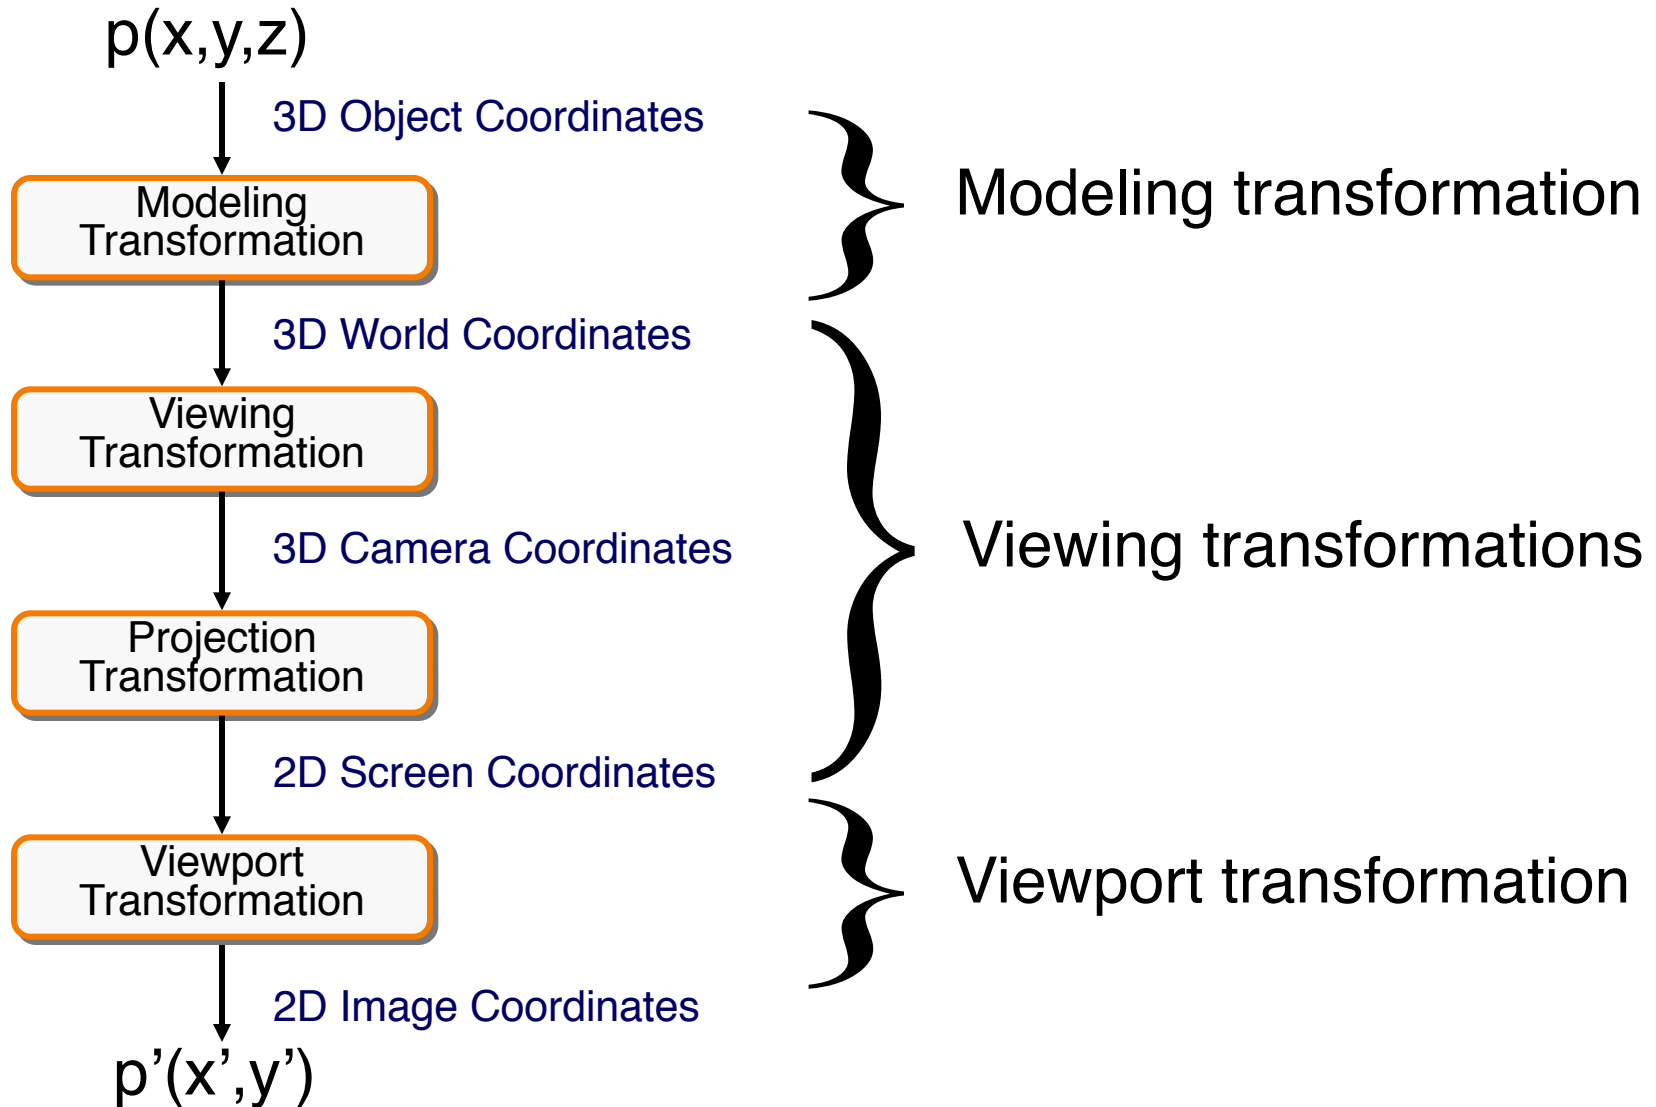 p(x,y,z)
3D Object Coordinates
Modeling
Transformation
Modeling transformation
3D World Coordinates
Viewing
Transformation
3D Camera Coordinates
Viewing transformations
Projection
Transformation
2D Screen Coordinates
Viewport
Transformation
Viewport transformation
2D Image Coordinates
p’(x’,y’)